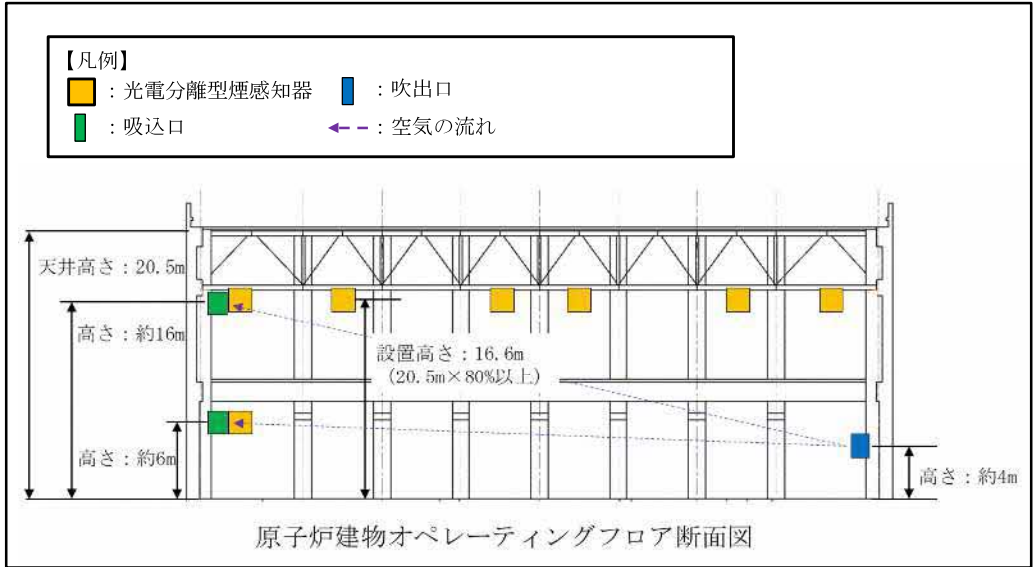 【凡例】
：光電分離型煙感知器 ：吹出口
：吸込口 ：空気の流れ
天井高さ：20.5m
高さ：約16m
設置高さ：16.6m
（20.5m×80%以上）
高さ：約6m
高さ：約4m
原子炉建物オペレーティングフロア断面図